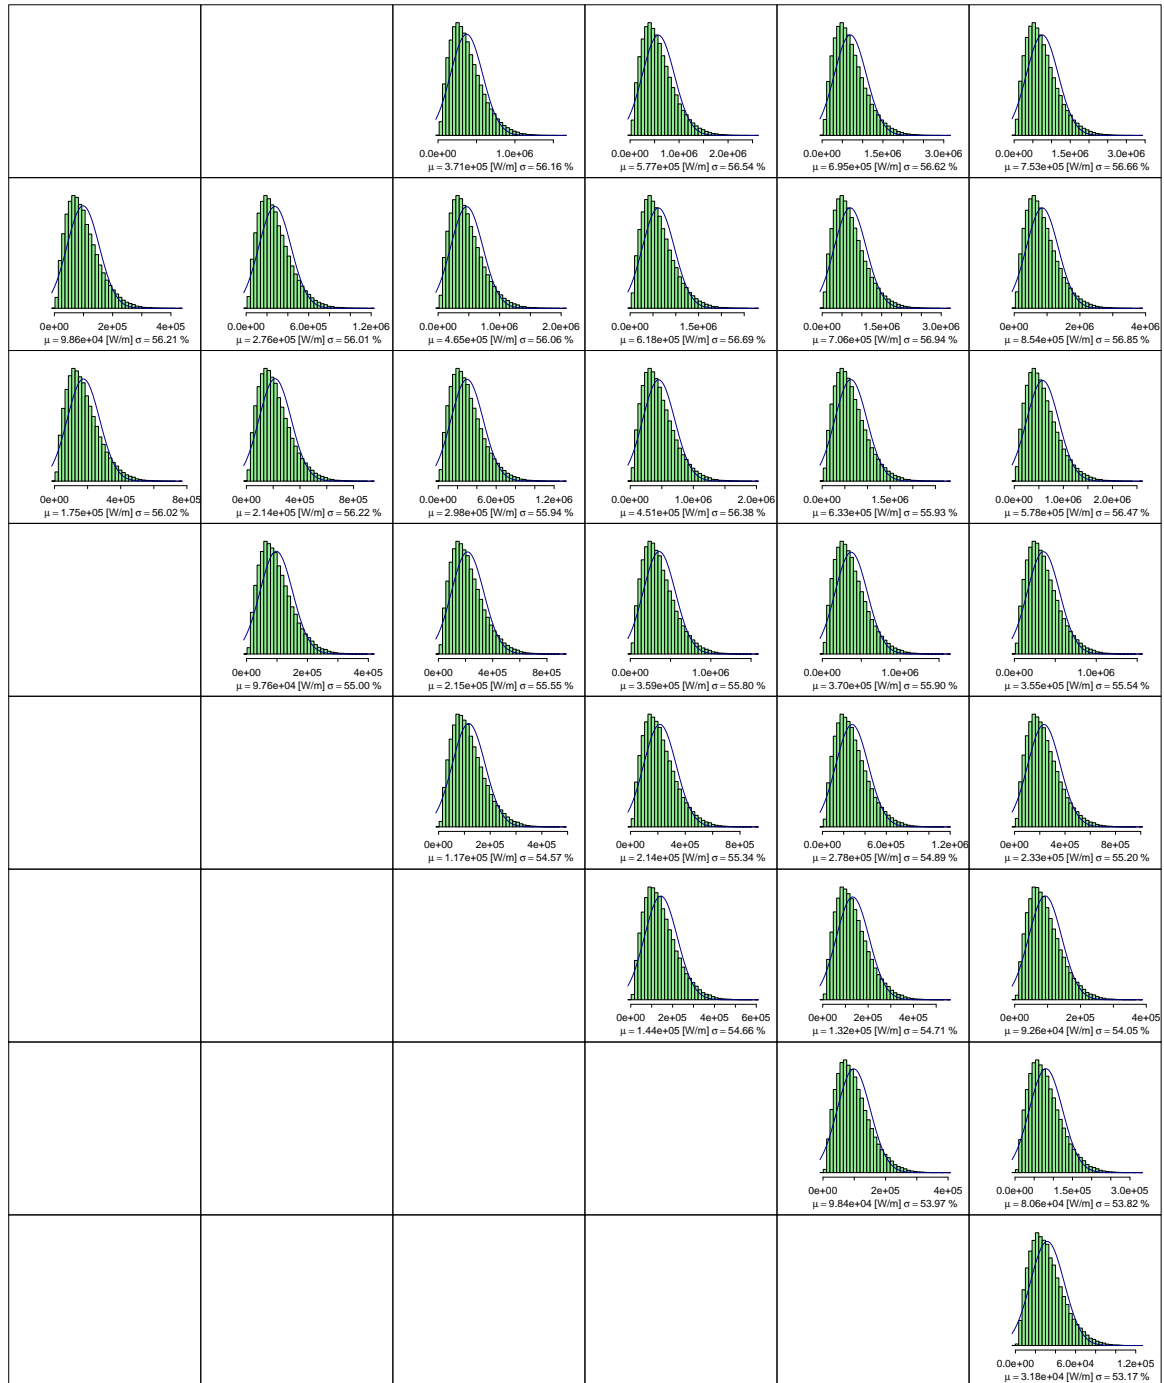 0.0e+00 1.0e+06 0.0e+00 1.0e+06 2.0e+06 0.0e+00 1.5e+06 3.0e+06 0.0e+00 1.5e+06 3.0e+06
μ = 3.71e+05 [W/m] σ = 56.16 % μ = 5.77e+05 [W/m] σ = 56.54 % μ = 6.95e+05 [W/m] σ = 56.62 % μ = 7.53e+05 [W/m] σ = 56.66 %
0e+00 2e+05 4e+05 0.0e+00 6.0e+05 1.2e+06 0.0e+00 1.0e+06 2.0e+06 0.0e+00 1.5e+06 0.0e+00 1.5e+06 3.0e+06 0e+00 2e+06 4e+06
μ = 9.86e+04 [W/m] σ = 56.21 % μ = 2.76e+05 [W/m] σ = 56.01 % μ = 4.65e+05 [W/m] σ = 56.06 % μ = 6.18e+05 [W/m] σ = 56.69 % μ = 7.06e+05 [W/m] σ = 56.94 % μ = 8.54e+05 [W/m] σ = 56.85 %
0e+00 4e+05 8e+05 0e+00 4e+05 8e+05 0.0e+00 6.0e+05 1.2e+06 0.0e+00 1.0e+06 2.0e+06 0.0e+00 1.5e+06 0.0e+00 1.0e+06 2.0e+06
μ = 1.75e+05 [W/m] σ = 56.02 % μ = 2.14e+05 [W/m] σ = 56.22 % μ = 2.98e+05 [W/m] σ = 55.94 % μ = 4.51e+05 [W/m] σ = 56.38 % μ = 6.33e+05 [W/m] σ = 55.93 % μ = 5.78e+05 [W/m] σ = 56.47 %
0e+00 2e+05 4e+05 0e+00 4e+05 8e+05 0.0e+00 1.0e+06 0.0e+00 1.0e+06 0.0e+00 1.0e+06
μ = 9.76e+04 [W/m] σ = 55.00 % μ = 2.15e+05 [W/m] σ = 55.55 % μ = 3.59e+05 [W/m] σ = 55.80 % μ = 3.70e+05 [W/m] σ = 55.90 % μ = 3.55e+05 [W/m] σ = 55.54 %
0e+00 2e+05 4e+05 0e+00 4e+05 8e+05 0.0e+00 6.0e+05 1.2e+06 0e+00 4e+05 8e+05
μ = 1.17e+05 [W/m] σ = 54.57 % μ = 2.14e+05 [W/m] σ = 55.34 % μ = 2.78e+05 [W/m] σ = 54.89 % μ = 2.33e+05 [W/m] σ = 55.20 %
0e+00 2e+05 4e+05 6e+05 0e+00 2e+05 4e+05 0e+00 2e+05 4e+05
μ = 1.44e+05 [W/m] σ = 54.66 % μ = 1.32e+05 [W/m] σ = 54.71 % μ = 9.26e+04 [W/m] σ = 54.05 %
0e+00 2e+05 4e+05 0.0e+00 1.5e+05 3.0e+05
μ = 9.84e+04 [W/m] σ = 53.97 % μ = 8.06e+04 [W/m] σ = 53.82 %
0.0e+00 6.0e+04 1.2e+05
μ = 3.18e+04 [W/m] σ = 53.17 %